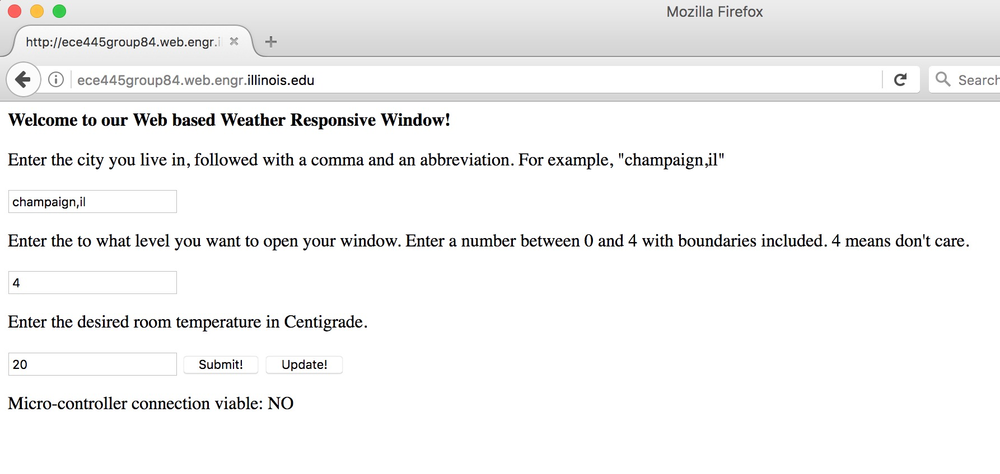 Mozilla Firefox
http://ece445group84.web.engr.i
ece445group84.web.engr.illinois.edu
Search
Welcome to our Web based Weather Responsive Window!
Enter the city you live in, followed with a comma and an abbreviation. For example, "champaign,il"
champaign,il
Enter the to what level you want to open your window. Enter a number between 0 and 4 with boundaries included. 4 means don't care.
4
Enter the desired room temperature in Centigrade.
20 Submit! Update!
Micro-controller connection viable: NO